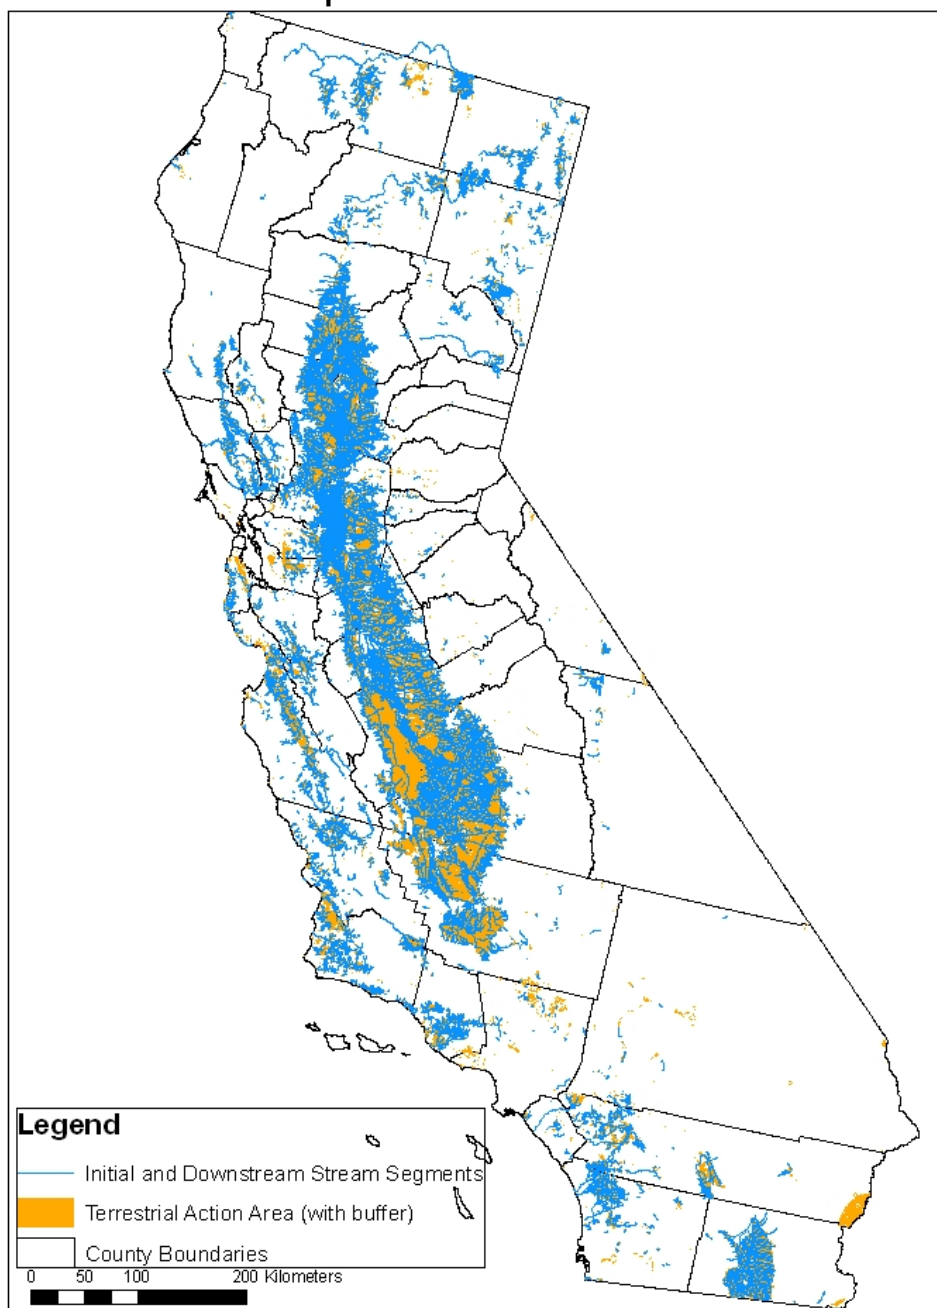 Legend
Initial and Downstream Stream Segments
Terrestrial Action Area (with buffer)
County Boundaries
0 50 100 200 Kilometers